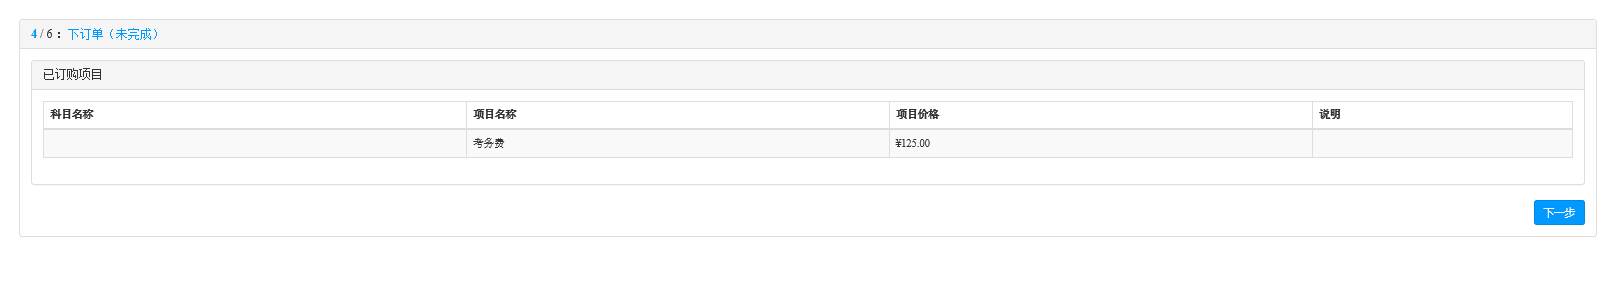 4 / 6 : 下订单（未完成）
已订购项目
科目名称 项目名称 项目价格 说明
考务费 ¥125.00
下一步